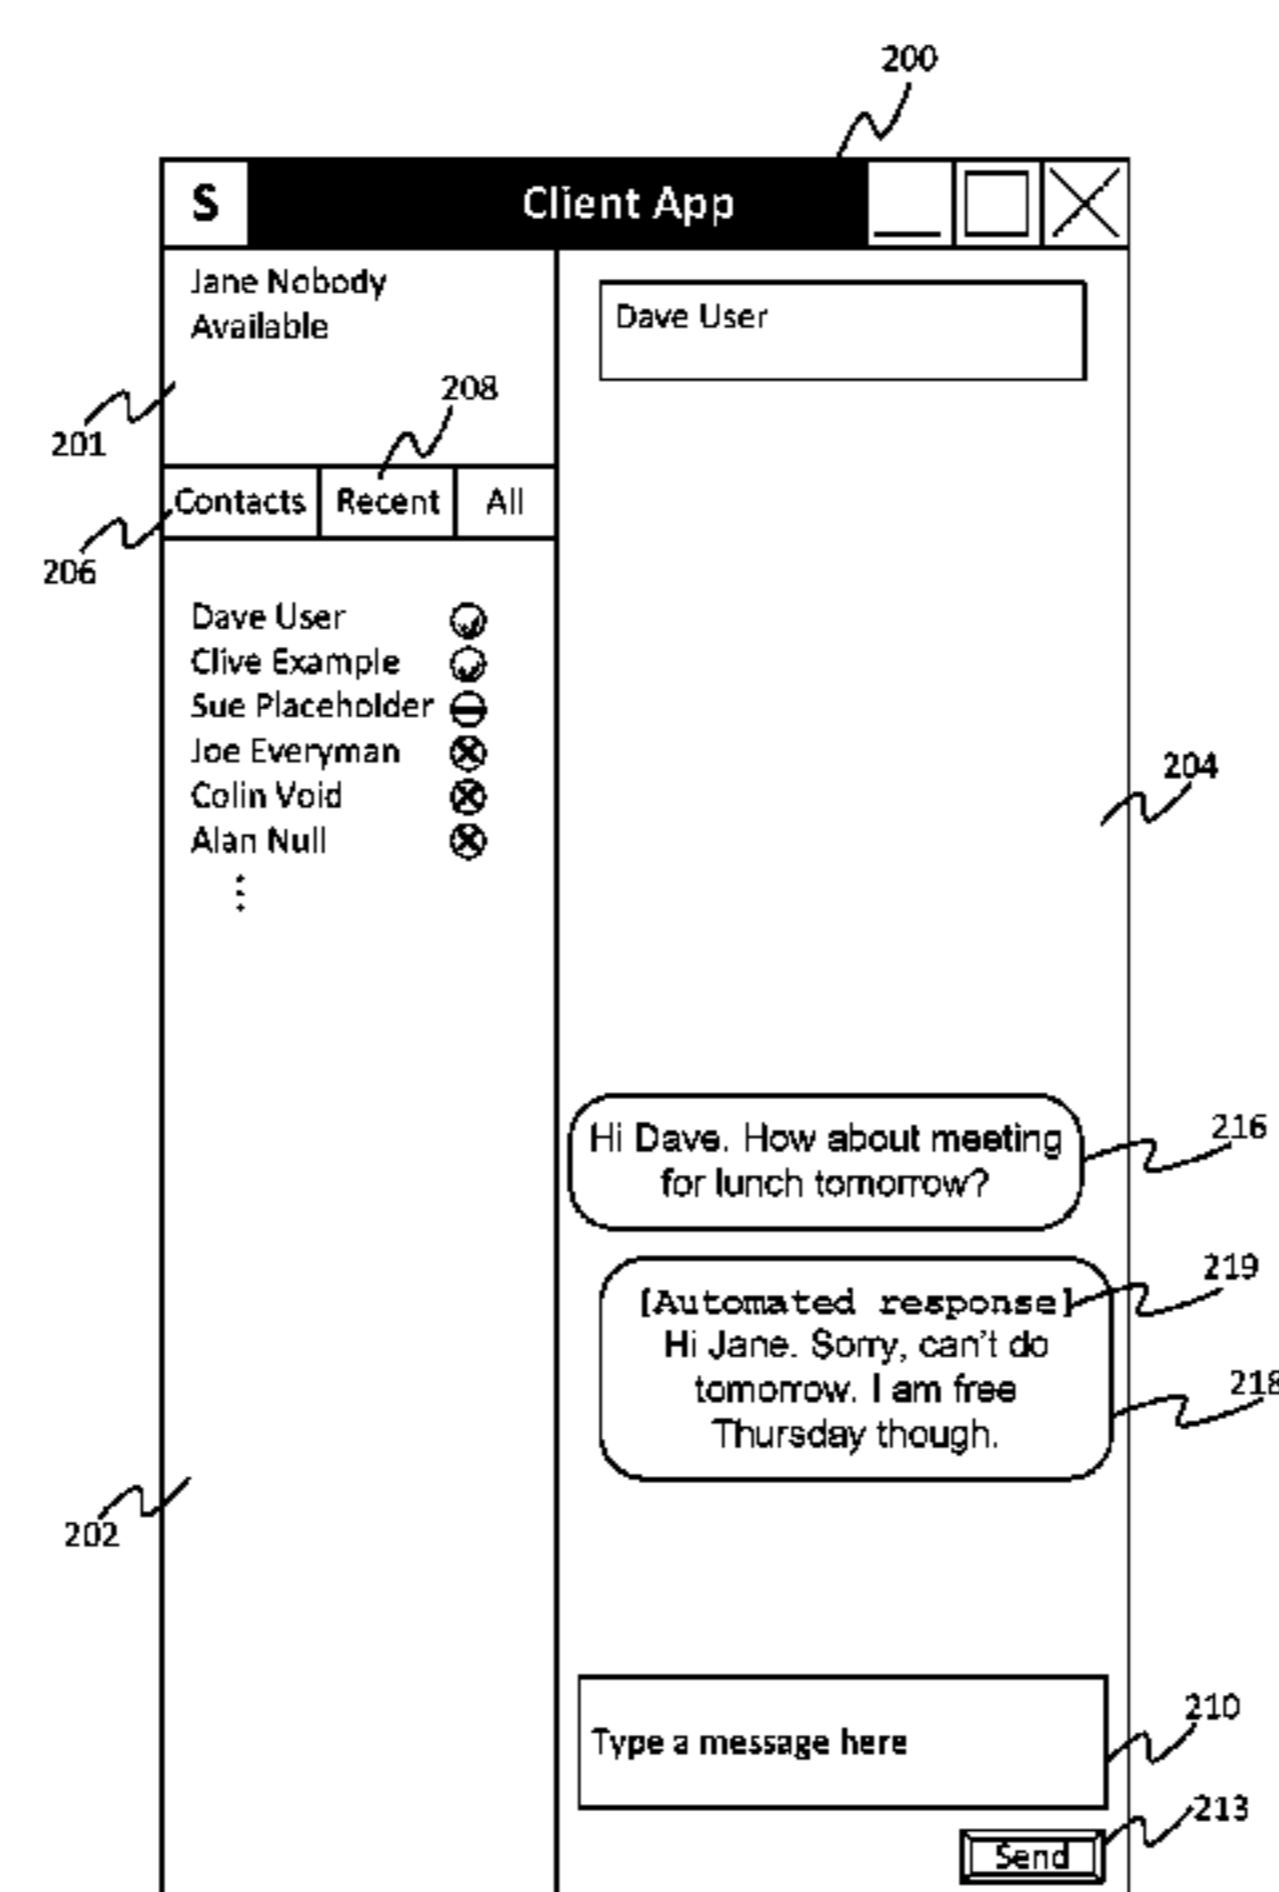 200
S
Client App
Jane Nobody
Available
Dave User
208
201
Contacts Recent All
206
Dave User
Clive Example
Sue Placeholder
Joe Everyman
Colin Void
Alan Null
204
Hi Dave. How about meeting
for lunch tomorrow?
216
219
[Automated response]
Hi Jane. Sorry, can't do
tomorrow. I am free
Thursday though.
218
202
Type a message here
210
213
Send